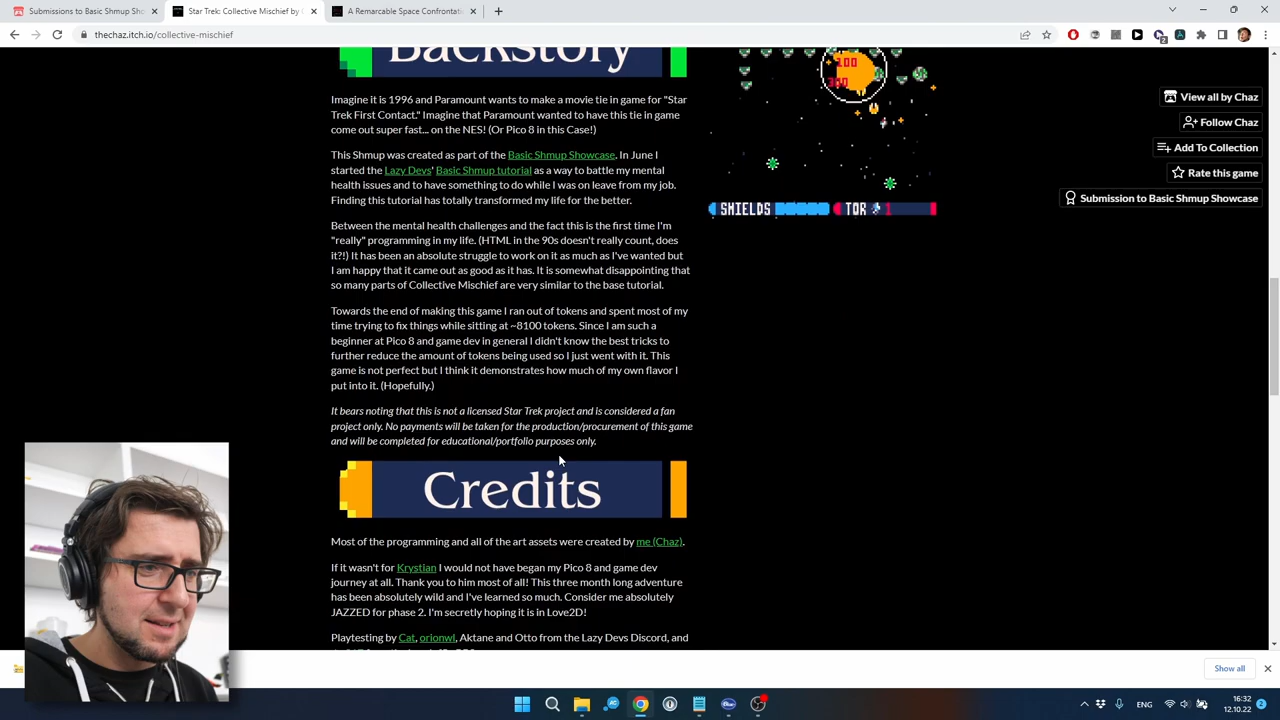 Submissions to Basic Shmup Sho
Star Trek: Collective Mischief by
A Remarkable Space Confrontati
thechaz.itch.io/collective-mischief
Backstory
Imagine it is 1996 and Paramount wants to make a movie tie in game for "Star
Trek First Contact." Imagine that Paramount wanted to have this tie in game
come out super fast... on the NES! (Or Pico 8 in this Case!)
This Shmup was created as part of the Basic Shmup Showcase. In June I
started the Lazy Devs' Basic Shmup tutorial as a way to battle my mental
health issues and to have something to do while I was on leave from my job.
Finding this tutorial has totally transformed my life for the better.
Between the mental health challenges and the fact this is the first time I'm
"really" programming in my life. (HTML in the 90s doesn't really count, does
it?!) It has been an absolute struggle to work on it as much as I've wanted but
I am happy that it came out as good as it has. It is somewhat disappointing that
so many parts of Collective Mischief are very similar to the base tutorial.
Towards the end of making this game I ran out of tokens and spent most of my
time trying to fix things while sitting at ~8100 tokens. Since I am such a
beginner at Pico 8 and game dev in general I didn't know the best tricks to
further reduce the amount of tokens being used so I just went with it. This
game is not perfect but I think it demonstrates how much of my own flavor I
put into it. (Hopefully.)
It bears noting that this is not a licensed Star Trek project and is considered a fan
project only. No payments will be taken for the production/procurement of this game
and will be completed for educational/portfolio purposes only.
Credits
Most of the programming and all of the art assets were created by me (Chaz).
If it wasn't for Krystian I would not have began my Pico 8 and game dev
journey at all. Thank you to him most of all! This three month long adventure
has been absolutely wild and I've learned so much. Consider me absolutely
JAZZED for phase 2. I'm secretly hoping it is in Love2D!
Playtesting by Cat, orionwl, Aktane and Otto from the Lazy Devs Discord, and
100
SHIELDS
TOR 1
View all by Chaz
Follow Chaz
Add To Collection
Rate this game
Submission to Basic Shmup Showcase
Show all
16:32
12.10.22